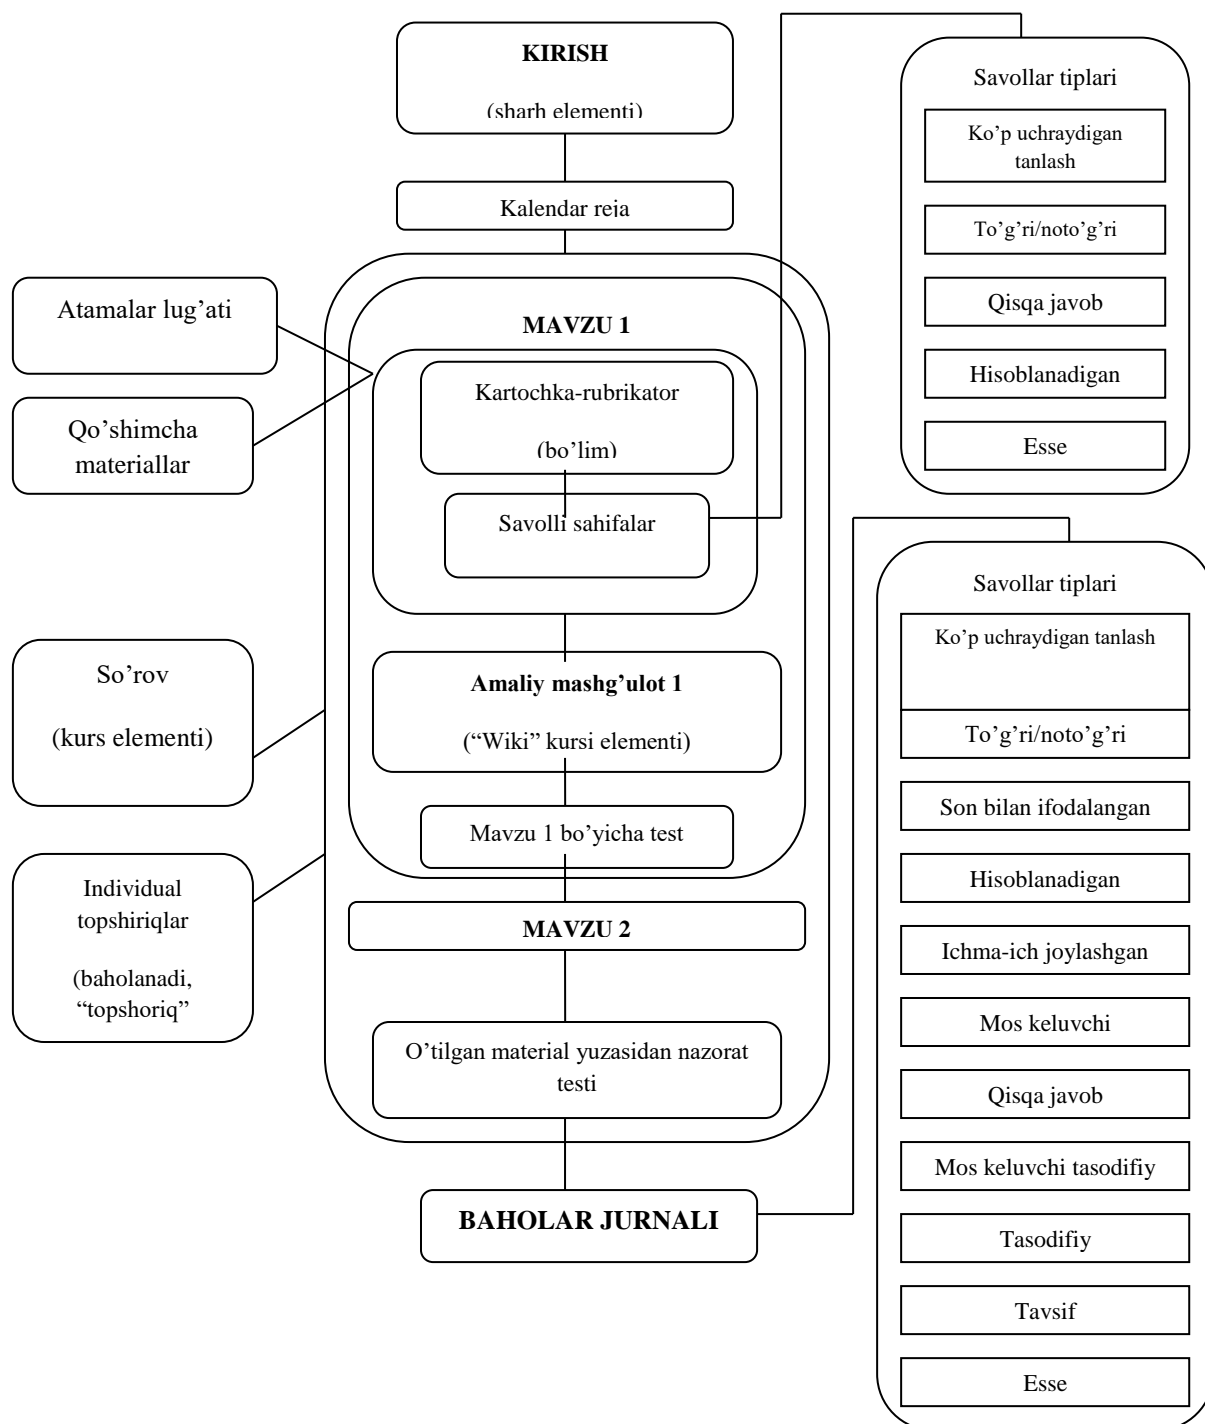 KIRISH
(sharh elementi)
Kalendar reja
Atamalar lug’ati
Qo’shimcha
materiallar
So’rov
(kurs elementi)
Individual
topshiriqlar
(baholanadi,
“topshoriq”
MAVZU 1
Kartochka-rubrikator
(bo’lim)
Savolli sahifalar
Amaliy mashg’ulot 1
(“Wiki” kursi elementi)
Mavzu 1 bo’yicha test
MAVZU 2
O’tilgan material yuzasidan nazorat
testi
BAHOLAR JURNALI
Savollar tiplari
Ko’p uchraydigan
tanlash
To’g’ri/noto’g’ri
Qisqa javob
Hisoblanadigan
Esse
Savollar tiplari
Ko’p uchraydigan tanlash
To’g’ri/noto’g’ri
Son bilan ifodalangan
Hisoblanadigan
Ichma-ich joylashgan
Mos keluvchi
Qisqa javob
Mos keluvchi tasodifiy
Tasodifiy
Tavsif
Esse